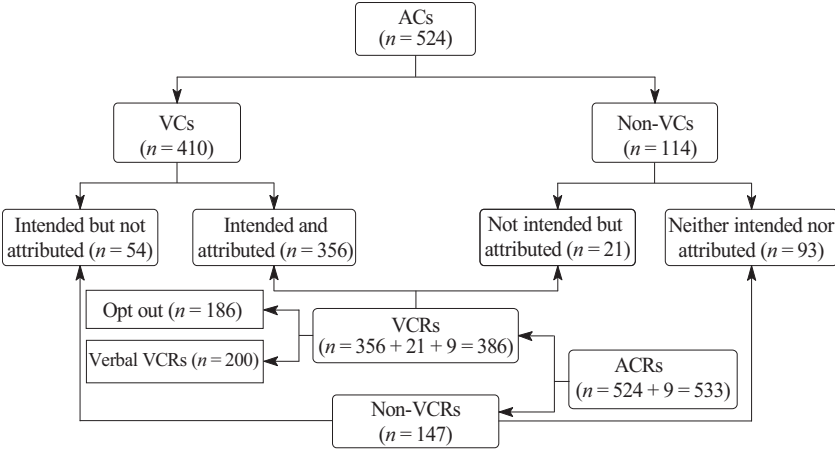 ACs
(n = 524)
VCs
(n = 410)
Non-VCs
(n = 114)
Intended but not
attributed (n = 54)
Intended and
attributed (n = 356)
Not intended but
attributed (n = 21)
Neither intended nor
attributed (n = 93)
Opt out (n = 186)
VCRs
(n = 356 + 21 + 9 = 386)
Verbal VCRs (n = 200)
ACRs
(n = 524 + 9 = 533)
Non-VCRs
(n = 147)